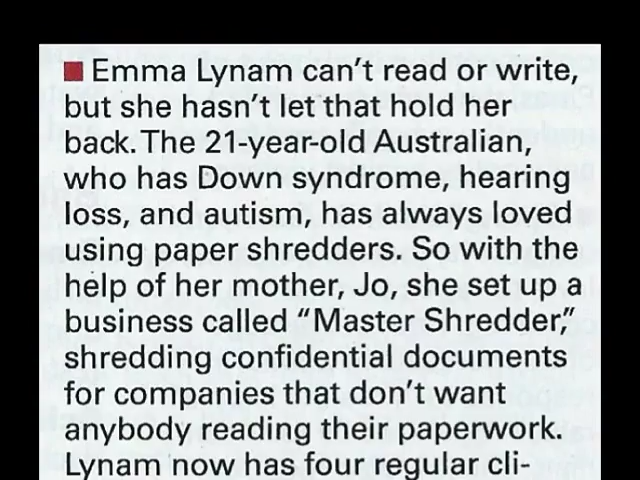 Emma Lynam can't read or write,
but she hasn't let that hold her
back. The 21-year-old Australian,
who has Down syndrome, hearing
loss, and autism, has always loved
using paper shredders. So with the
help of her mother, Jo, she set up a
business called “Master Shredder,”
shredding confidential documents
for companies that don't want
anybody reading their paperwork.
Lynam now has four regular cli-